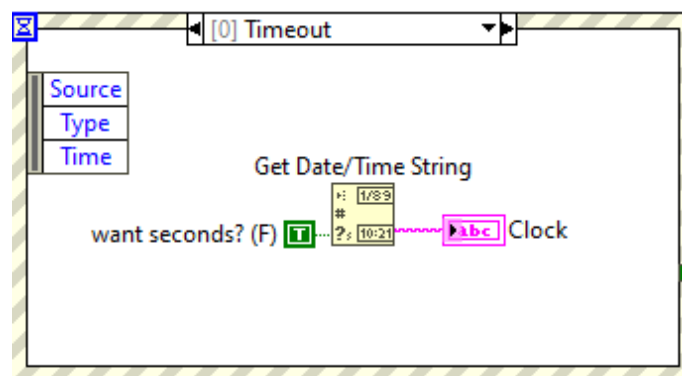 [0] Timeout
Source
Type
Time
Get Date/Time String
1/89
#
want seconds? (F) T ?s 10:21 abc Clock